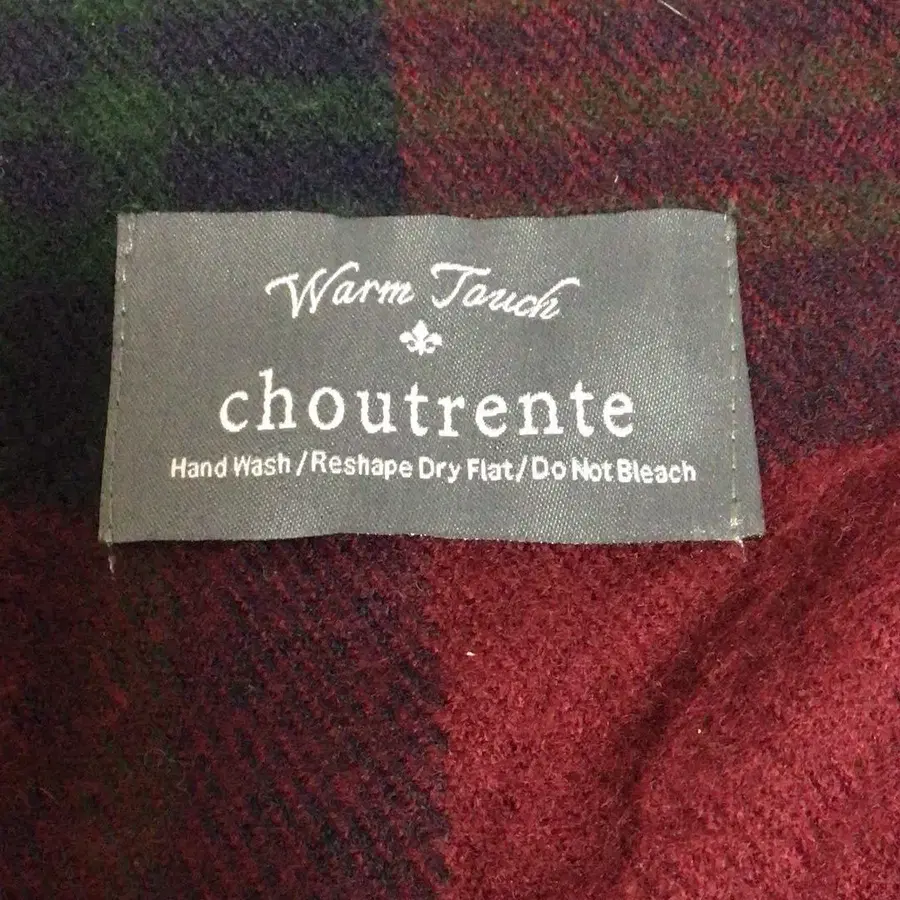 Warm Touch
choutrente
Hand Wash/Reshape Dry Flat/Do Not Bleach